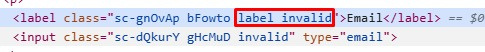 <label class="sc-gnOvAp bFowto label invalid">Email</label> == $0
<input class="sc-dQkurY gHcMuD invalid" type="email">